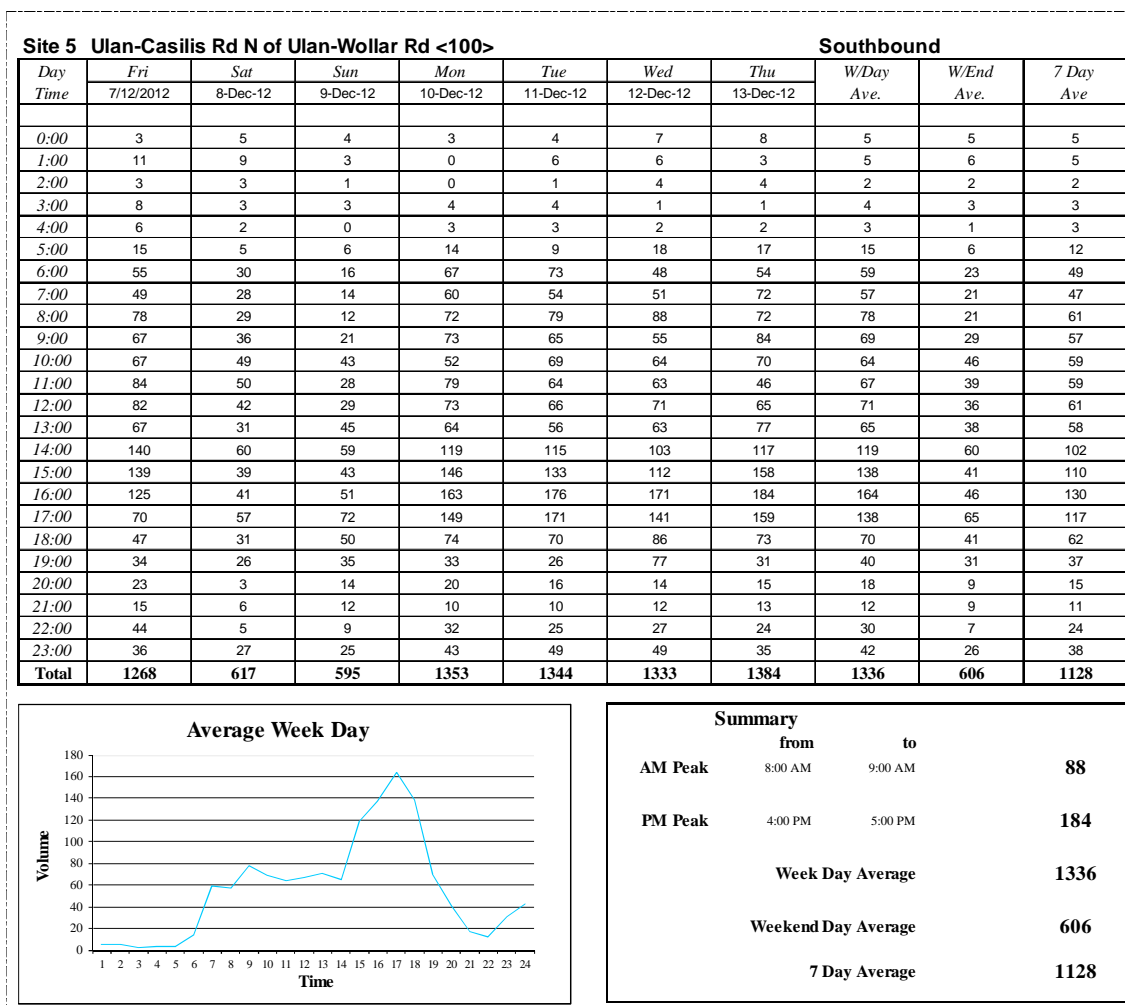 Site 5 Ulan-Casilis Rd N of Ulan-Wollar Rd <100> Southbound
Day Fri Sat Sun Mon Tue Wed Thu W/Day W/End 7 Day
Time 7/12/2012 8-Dec-12 9-Dec-12 10-Dec-12 11-Dec-12 12-Dec-12 13-Dec-12 Ave. Ave. Ave
0:00 3 5 4 3 4 7 8 5 5 5
1:00 11 9 3 0 6 6 3 5 6 5
2:00 3 3 1 0 1 4 4 2 2 2
3:00 8 3 3 4 4 1 1 4 3 3
4:00 6 2 0 3 3 2 2 3 1 3
5:00 15 5 6 14 9 18 17 15 6 12
6:00 55 30 16 67 73 48 54 59 23 49
7:00 49 28 14 60 54 51 72 57 21 47
8:00 78 29 12 72 79 88 72 78 21 61
9:00 67 36 21 73 65 55 84 69 29 57
10:00 67 49 43 52 69 64 70 64 46 59
11:00 84 50 28 79 64 63 46 67 39 59
12:00 82 42 29 73 66 71 65 71 36 61
13:00 67 31 45 64 56 63 77 65 38 58
14:00 140 60 59 119 115 103 117 119 60 102
15:00 139 39 43 146 133 112 158 138 41 110
16:00 125 41 51 163 176 171 184 164 46 130
17:00 70 57 72 149 171 141 159 138 65 117
18:00 47 31 50 74 70 86 73 70 41 62
19:00 34 26 35 33 26 77 31 40 31 37
20:00 23 3 14 20 16 14 15 18 9 15
21:00 15 6 12 10 10 12 13 12 9 11
22:00 44 5 9 32 25 27 24 30 7 24
23:00 36 27 25 43 49 49 35 42 26 38
Total 1268 617 595 1353 1344 1333 1384 1336 606 1128
Average Week Day
180
160
140
120
100
80
60
40
20
0
Volume
1 2 3 4 5 6 7 8 9 10 11 12 13 14 15 16 17 18 19 20 21 22 23 24
Time
Summary
from to
AM Peak 8:00 AM 9:00 AM 88
PM Peak 4:00 PM 5:00 PM 184
Week Day Average 1336
Weekend Day Average 606
7 Day Average 1128